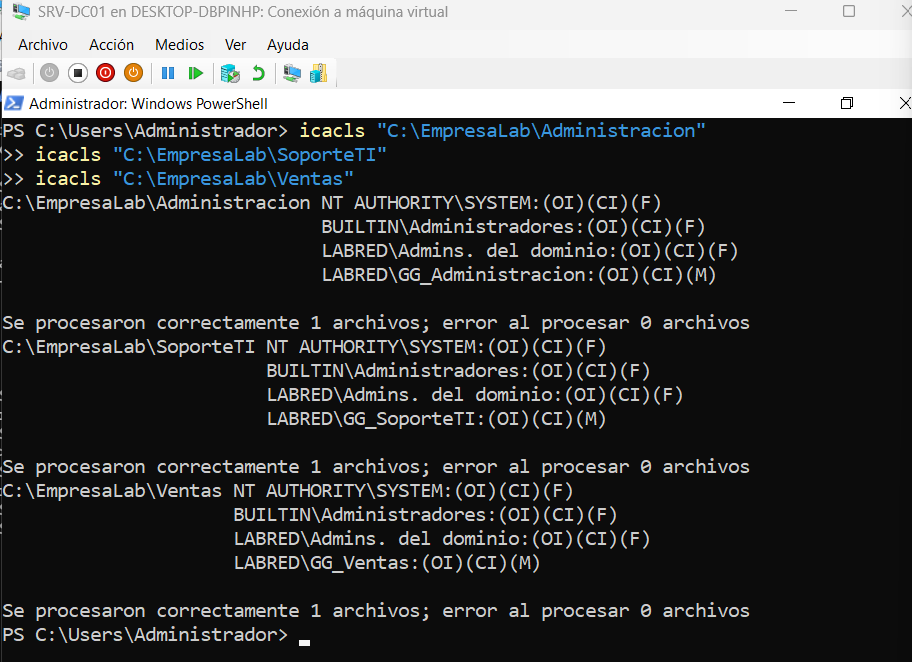 SRV-DC01 en DESKTOP-DBPINHP: Conexión a máquina virtual
Archivo Acción Medios Ver Ayuda
Administrador: Windows PowerShell
PS C:\Users\Administrador> icacls "C:\EmpresaLab\Administracion"
>> icacls "C:\EmpresaLab\SoporteTI"
>> icacls "C:\EmpresaLab\Ventas"
C:\EmpresaLab\Administracion NT AUTHORITY\SYSTEM:(OI)(CI)(F)
BUILTIN\Administradores:(OI)(CI)(F)
LABRED\Admins. del dominio:(OI)(CI)(F)
LABRED\GG_Administracion:(OI)(CI)(M)
Se procesaron correctamente 1 archivos; error al procesar 0 archivos
C:\EmpresaLab\SoporteTI NT AUTHORITY\SYSTEM:(OI)(CI)(F)
BUILTIN\Administradores:(OI)(CI)(F)
LABRED\Admins. del dominio:(OI)(CI)(F)
LABRED\GG_SoporteTI:(OI)(CI)(M)
Se procesaron correctamente 1 archivos; error al procesar 0 archivos
C:\EmpresaLab\Ventas NT AUTHORITY\SYSTEM:(OI)(CI)(F)
BUILTIN\Administradores:(OI)(CI)(F)
LABRED\Admins. del dominio:(OI)(CI)(F)
LABRED\GG_Ventas:(OI)(CI)(M)
Se procesaron correctamente 1 archivos; error al procesar 0 archivos
PS C:\Users\Administrador>